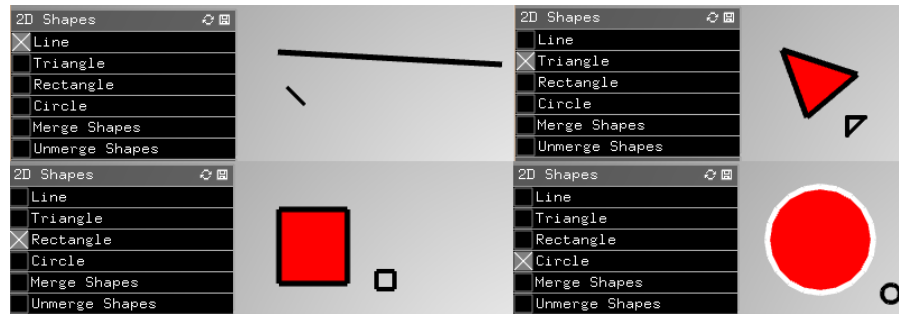 2D Shapes
Line
Triangle
Rectangle
Circle
Merge Shapes
Unmerge Shapes
2D Shapes
Line
Triangle
Rectangle
Circle
Merge Shapes
Unmerge Shapes
2D Shapes
Line
Triangle
Rectangle
Circle
Merge Shapes
Unmerge Shapes
2D Shapes
Line
Triangle
Rectangle
Circle
Merge Shapes
Unmerge Shapes